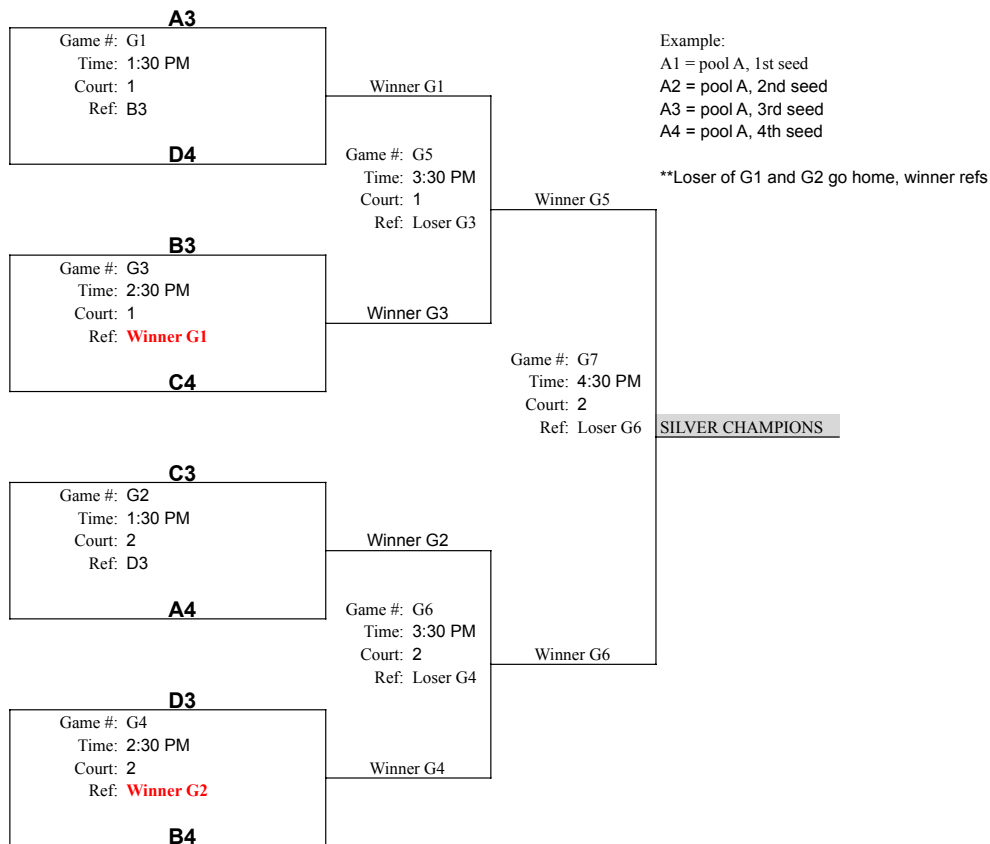 A3
Game #: G1
Time: 1:30 PM
Court: 1
Ref: B3
D4
Winner G1
Game #: G5
Time: 3:30 PM
Court: 1
Ref: Loser G3
Winner G5
B3
Game #: G3
Time: 2:30 PM
Court: 1
Ref: Winner G1
C4
Winner G3
Game #: G7
Time: 4:30 PM
Court: 2
Ref: Loser G6
SILVER CHAMPIONS
C3
Game #: G2
Time: 1:30 PM
Court: 2
Ref: D3
A4
Winner G2
Game #: G6
Time: 3:30 PM
Court: 2
Ref: Loser G4
Winner G6
D3
Game #: G4
Time: 2:30 PM
Court: 2
Ref: Winner G2
B4
Winner G4
Example:
A1 = pool A, 1st seed
A2 = pool A, 2nd seed
A3 = pool A, 3rd seed
A4 = pool A, 4th seed
**Loser of G1 and G2 go home, winner refs